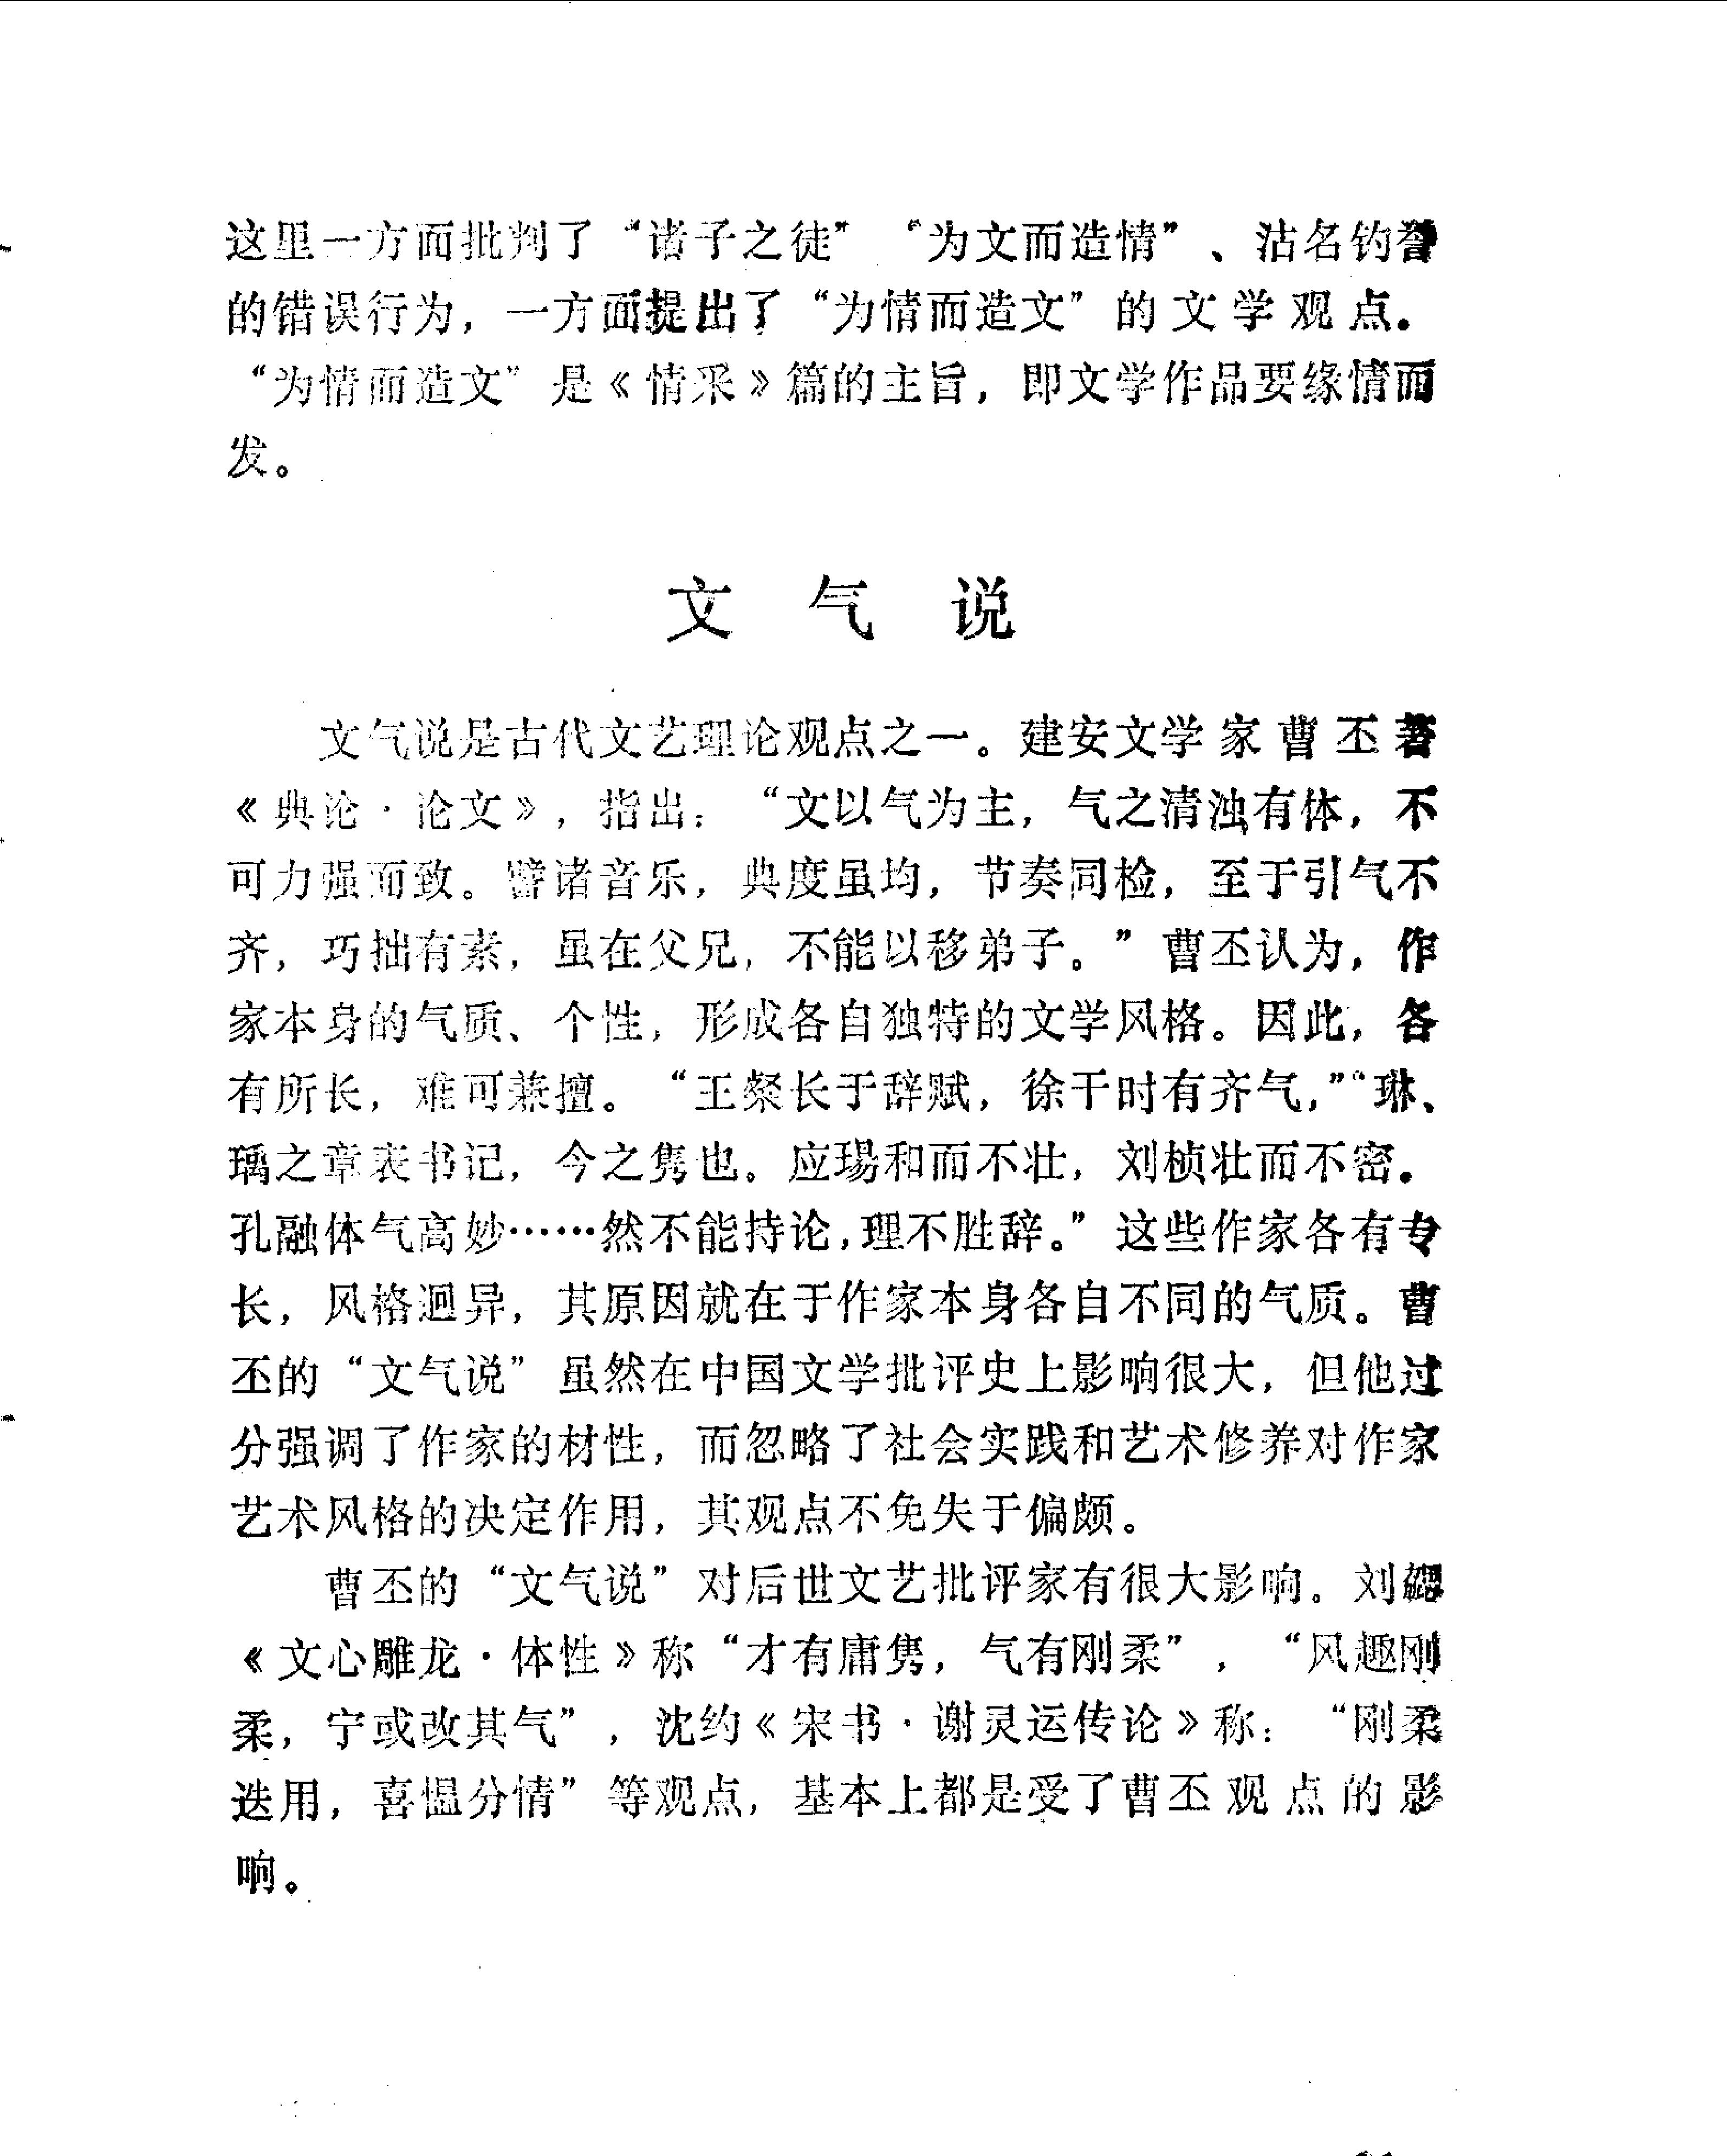 这里一方面批判了“诸子之徒”“为文而造情”、沽名钓誉
的错误行为，一方面提出了“为情而造文”的文学观点。
“为情而造文”是《情采》篇的主旨，即文学作品要缘情而
发。
文气说
文气说是古代文艺理论观点之一。建安文学家曹丕著
《典论·论文》，指出：“文以气为主，气之清浊有体，不
可力强而致。譬诸音乐，典度虽均，节奏同检，至于引气不
齐，巧拙有素，虽在父兄，不能以移弟子。”曹丕认为，作
家本身的气质、个性，形成各自独特的文学风格。因此，各
有所长，难可兼擅。“王粲长于辞赋，徐干时有齐气，”“琳、
瑀之章表书记，今之隽也。应瑒和而不壮，刘桢壮而不密。
孔融体气高妙……然不能持论，理不胜辞。”这些作家各有专
长，风格迥异，其原因就在于作家本身各自不同的气质。曹
丕的“文气说”虽然在中国文学批评史上影响很大，但他过
分强调了作家的材性，而忽略了社会实践和艺术修养对作家
艺术风格的决定作用，其观点不免失于偏颇。
曹丕的“文气说”对后世文艺批评家有很大影响。刘勰
《文心雕龙·体性》称“才有庸隽，气有刚柔”，“风趣刚
柔，宁或改其气”，沈约《宋书·谢灵运传论》称：“刚柔
迭用，喜愠分情”等观点，基本上都是受了曹丕观点的影
响。